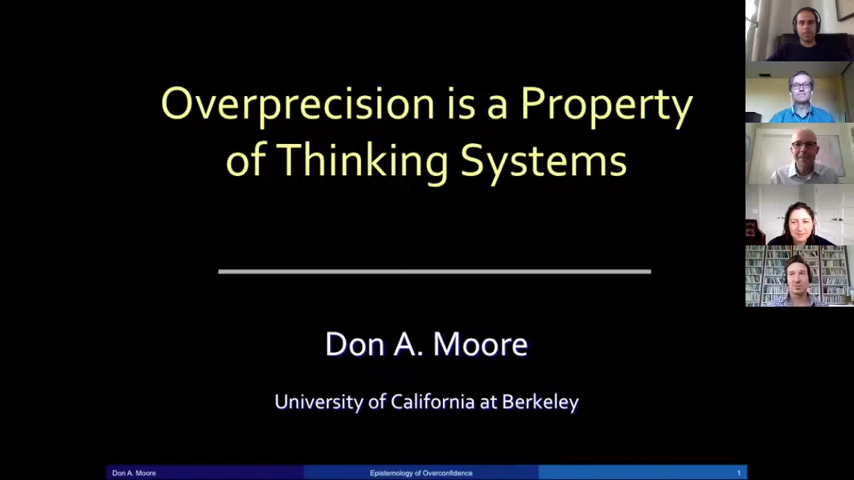 Overprecision is a Property
of Thinking Systems
Don A. Moore
University of California at Berkeley
Don A. Moore
Epistemology of Overconfidence
1